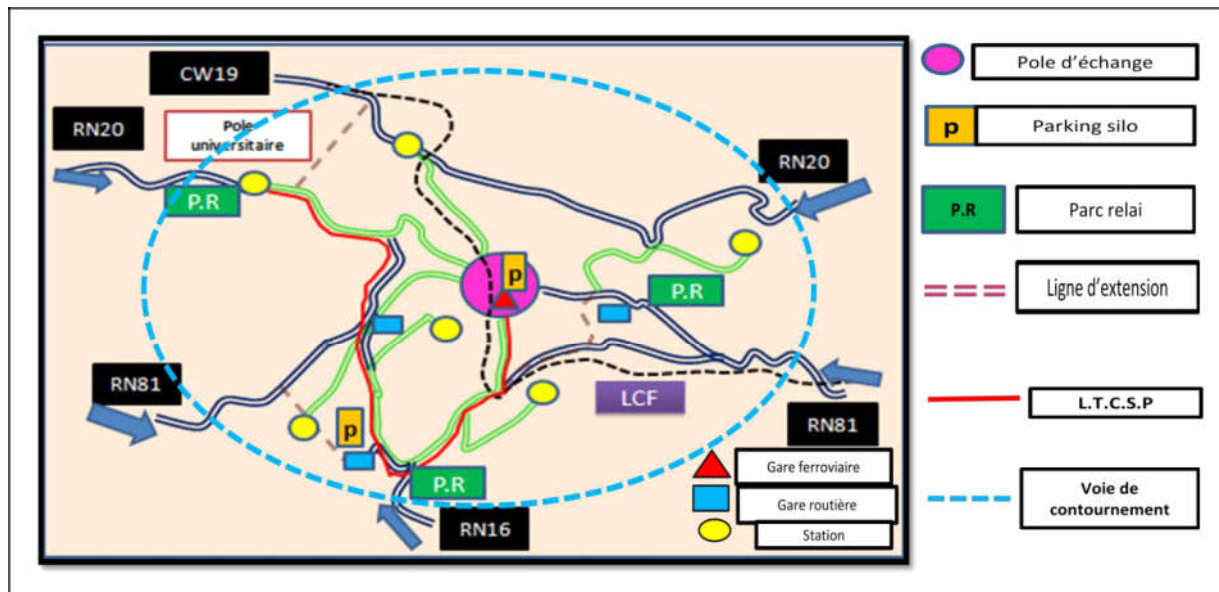 CW19
RN20
Pole
universitaire
P.R
RN20
p
P.R
RN81
LCF
RN81
p
P.R
RN16
Gare ferroviaire
Gare routière
Station
Pole d’échange
p
Parking silo
P.R
Parc relai
Ligne d’extension
L.T.C.S.P
Voie de
contournement